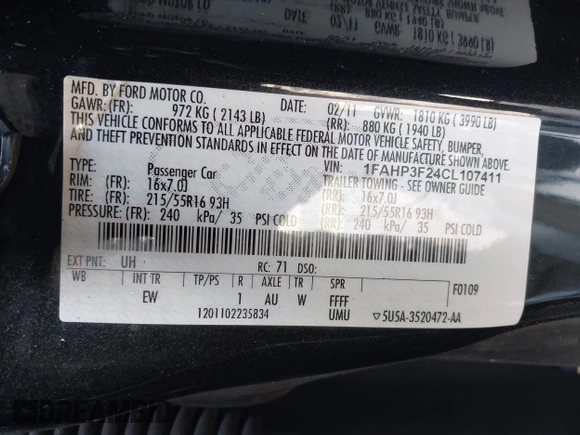 MFD. BY FORD MOTOR CO.
DATE: 02/11 GVWR: 1810 KG ( 3990 LB)
GAWR: (FR): 972 KG ( 2143 LB) (RR): 880 KG ( 1940 LB)
THIS VEHICLE CONFORMS TO ALL APPLICABLE FEDERAL MOTOR VEHICLE SAFETY, BUMPER,
AND THEFT PREVENTION STANDARDS IN EFFECT ON THE DATE OF MANUFACTURE SHOWN ABOVE.
VIN: 1FAHP3F24CL107411
TYPE: Passenger Car TRAILER TOWING - SEE OWNER GUIDE
RIM: (FR): 16x7.0J (RR): 16x7.0J
TIRE: (FR): 215/55R16 93H (RR): 215/55R16 93H
PRESSURE: (FR): 240 kPa/ 35 PSI COLD (RR): 240 kPa/ 35 PSI COLD
EXT PNT: UH RC: 71 DSO:
WB INT TR TP/PS R AXLE TR SPR F0109
EW 1 AU W FFFF
1201102235834 UMU ▽5U5A-3520472-AA
DREAMBID